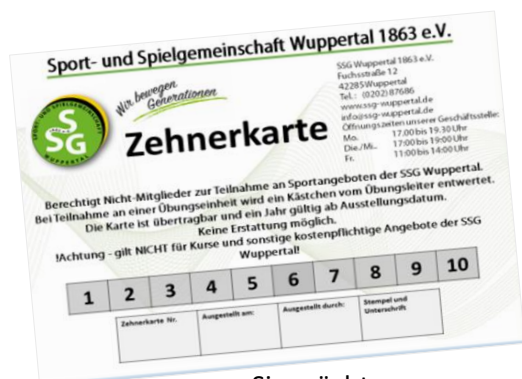 Sport- und Spielgemeinschaft Wuppertal 1863 e.V.
Wir bewegen
Generationen
SPORT- UND SPIELGEMEINSCHAFT
S
SG
WUPPERTAL
Zehnerkarte
SSG Wuppertal 1863 e.V.
Fuchsstraße 12
42285 Wuppertal
Tel.: (0202) 87686
www.ssg-wuppertal.de
info@ssg-wuppertal.de
Öffnungszeiten unserer Geschäftsstelle:
Mo. 17.00 bis 19.30 Uhr
Die./Mi.. 17:00 bis 19:00 Uhr
Fr. 11:00 bis 14:00 Uhr
Berechtigt Nicht-Mitglieder zur Teilnahme an Sportangeboten der SSG Wuppertal.
Bei Teilnahme an einer Übungseinheit wird ein Kästchen vom Übungsleiter entwertet.
Die Karte ist übertragbar und ein Jahr gültig ab Ausstellungsdatum.
Keine Erstattung möglich.
!Achtung - gilt NICHT für Kurse und sonstige kostenpflichtige Angebote der SSG
Wuppertal!
1 2 3 4 5 6 7 8 9 10
Zehnerkarte Nr. Ausgestellt am: Ausgestellt durch: Stempel und
Unterschrift